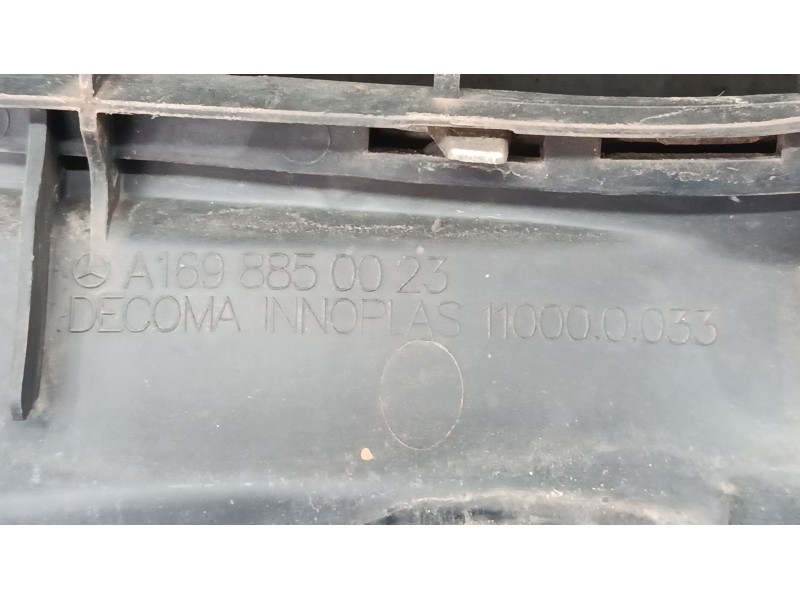 A169 885 00 23
DECOMA INNOPLAS 11000.0.033